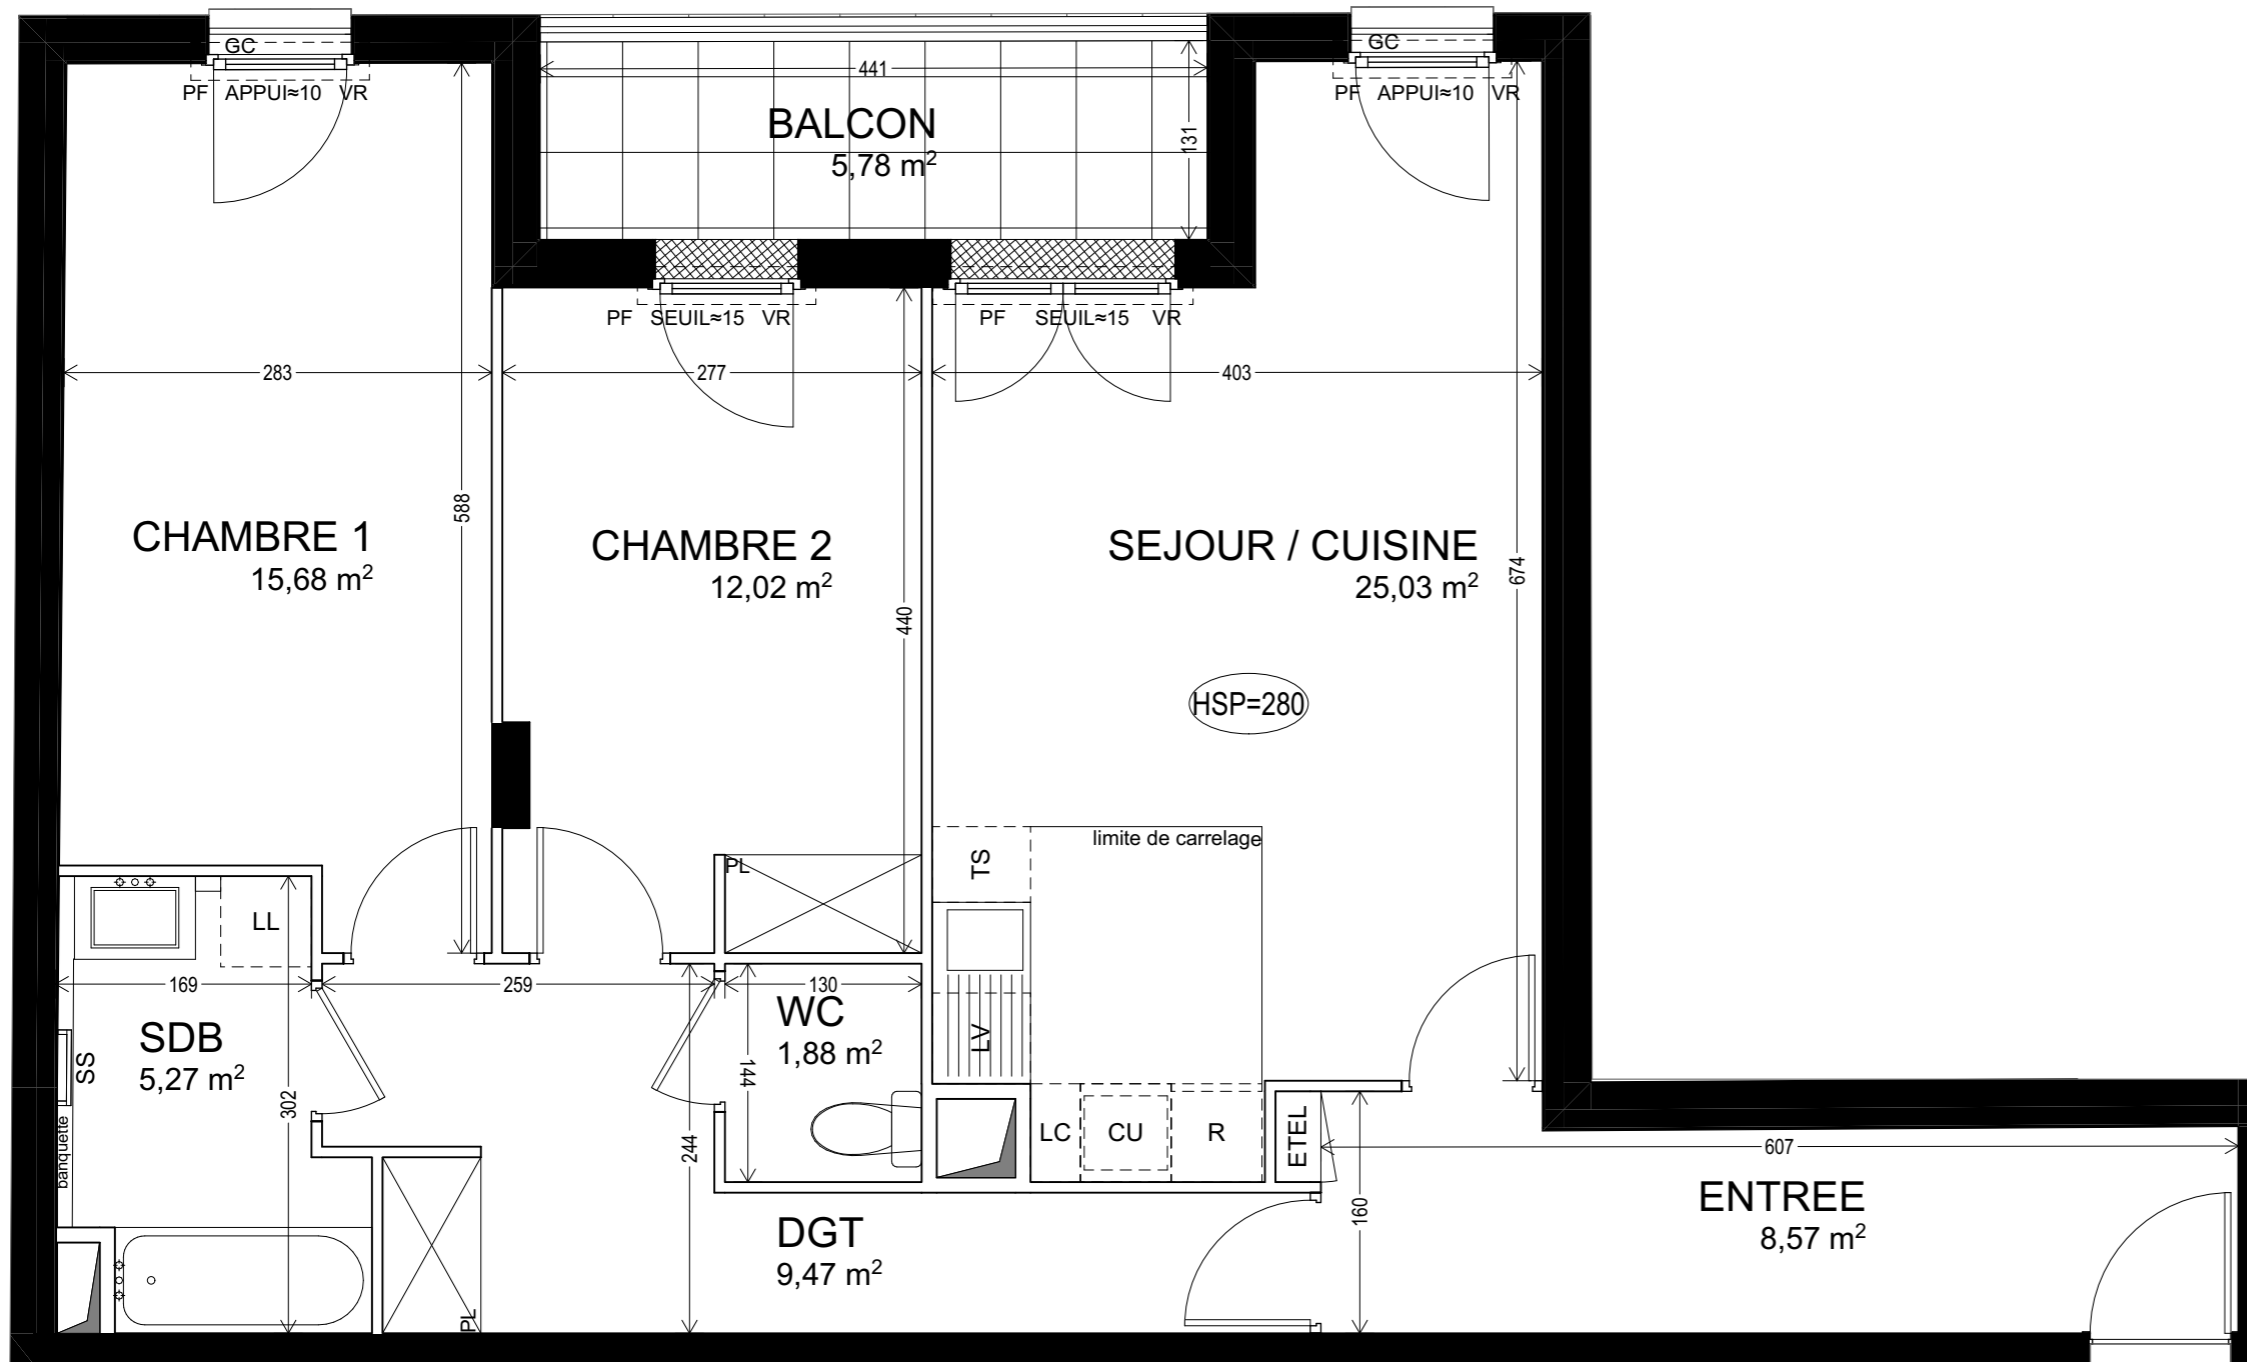 GC
GC
441
PF APPUI≈10 VR
PF APPUI≈10 VR
BALCON
5,78 m²
131
PF SEUIL≈15 VR
PF SEUIL≈15 VR
283
277
403
588
CHAMBRE 1
15,68 m²
CHAMBRE 2
12,02 m²
440
SEJOUR / CUISINE
25,03 m²
674
HSP=280
limite de carrelage
TS
PL
LL
169
259
130
SDB
5,27 m²
SS
banquette
302
WC
1,88 m²
144
244
LV
LC
CU
R
ETEL
607
160
ENTREE
8,57 m²
DGT
9,47 m²
PL